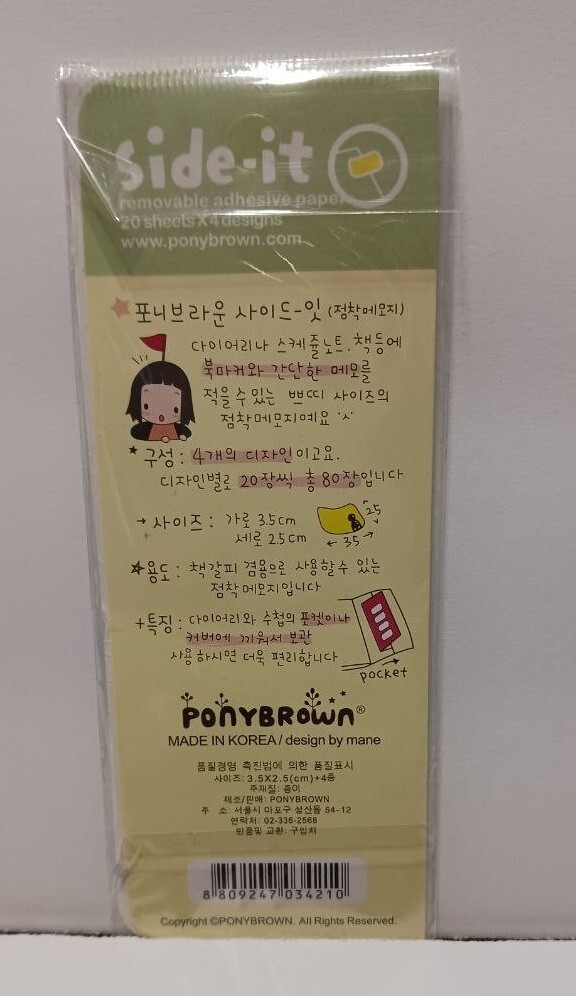 side-it
removable adhesive paper
20 sheets X 4 designs
www.ponybrown.com
포니브라운 사이드-잇 (점착메모지)
다이어리나 스케쥴노트, 책등에
북마커와 간단한 메모를
적을수있는 쁘띠 사이즈의
점착메모지예요 '^'
* 구성 : 4개의 디자인이고요.
디자인별로 20장씩 총 80장입니다
→ 사이즈 : 가로 3.5cm
세로 2.5cm
25
← 35 →
용도 : 책갈피 겸용으로 사용할수 있는
점착메모지입니다
+특징 : 다이어리와 수첩의 포켓이나
커버에 끼워서 보관
사용하시면 더욱 편리합니다
pocket
PONYBROWN®
MADE IN KOREA / design by mane
품질경영 촉진법에 의한 품질표시
사이즈: 3.5X2.5(cm)+4종
주재질: 종이
제조/판매: PONYBROWN
주 소: 서울시 마포구 성산동 54-12
연락처: 02-336-2568
반품및 교환: 구입처
8 809247 034210
Copyright ©PONYBROWN. All Rights Reserved.